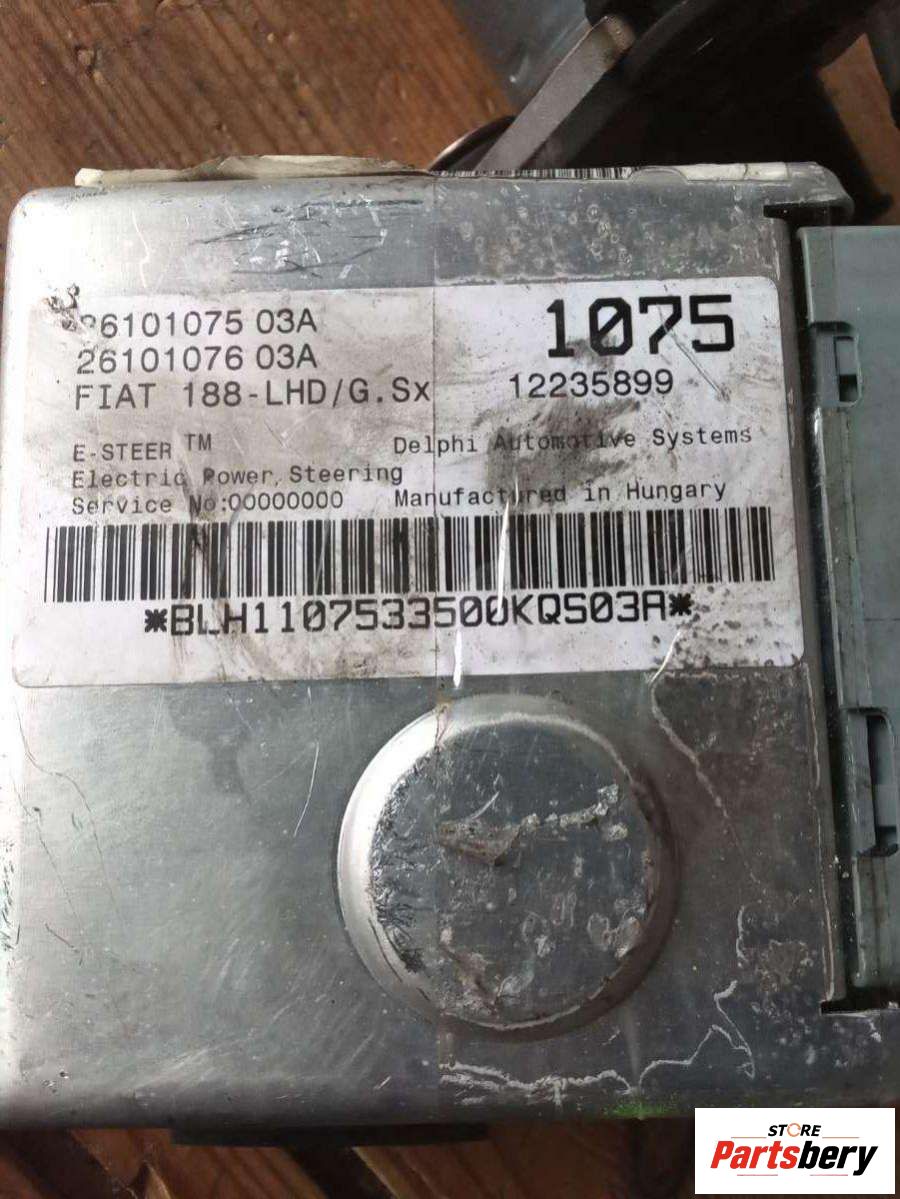 26101075 03A
1075
26101076 03A
FIAT 188-LHD/G.Sx
12235899
E-STEER TM
Delphi Automotive Systems
Electric Power Steering
Service No:00000000
Manufactured in Hungary
*BLH1107533500KQS03A*
STORE
Partsbery